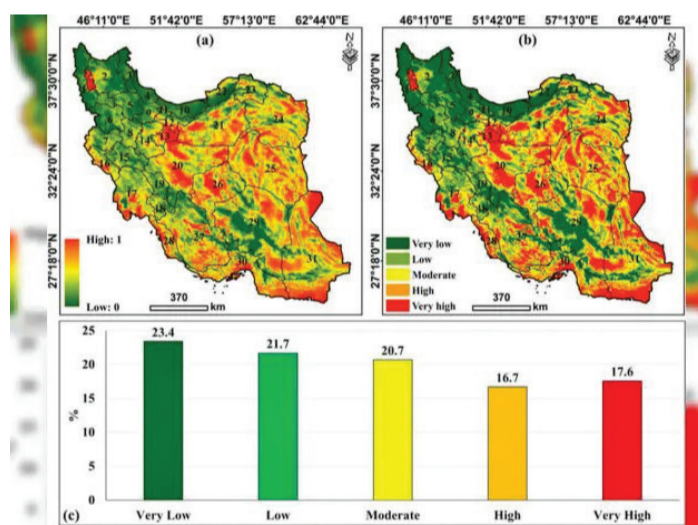 46°11'0"E 51°42'0"E 57°13'0"E 62°44'0"E 46°11'0"E 51°42'0"E 57°13'0"E 62°44'0"E
(a)
N
(b)
N
37°30'0"N
32°24'0"N
27°18'0"N
37°30'0"N
32°24'0"N
27°18'0"N
High: 1
Low: 0
370
km
Very low
Low
Moderate
High
Very high
370
km
25
20
15
10
5
0
%
23.4
21.7
20.7
16.7
17.6
(c)
Very Low Low Moderate High Very High